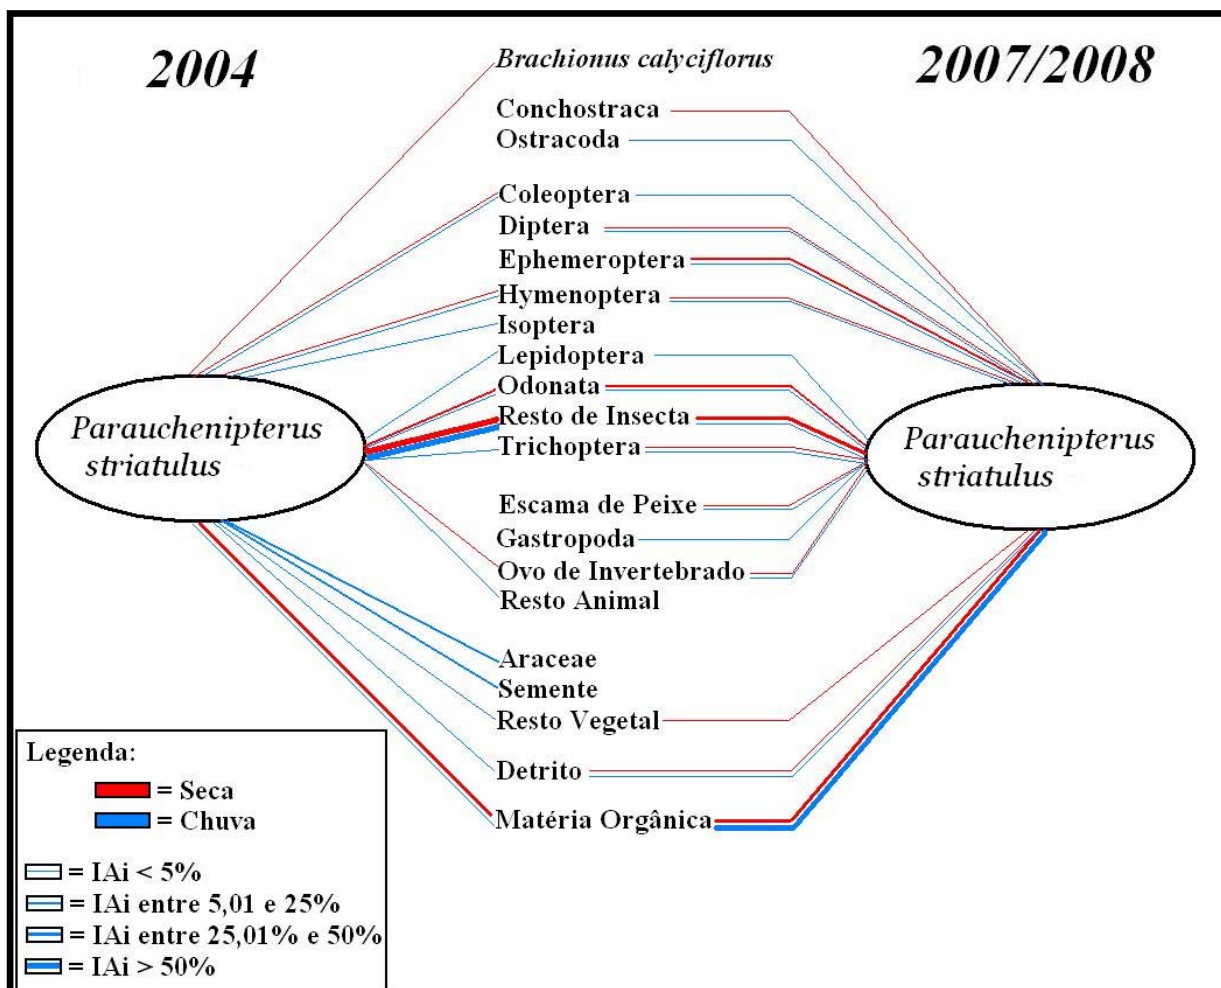 2004
2007/2008
Brachionus calyciflorus
Conchostraca
Ostracoda
Coleoptera
Diptera
Ephemeroptera
Hymenoptera
Isoptera
Lepidoptera
Odonata
Resto de Insecta
Trichoptera
Escama de Peixe
Gastropoda
Ovo de Invertebrado
Resto Animal
Araceae
Semente
Resto Vegetal
Detrito
Matéria Orgânica
Parauchenipterus
striatulus
Parauchenipterus
striatulus
Legenda:
= Seca
= Chuva
= IAi < 5%
= IAi entre 5,01 e 25%
= IAi entre 25,01% e 50%
= IAi > 50%